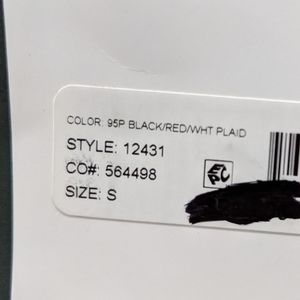 COLOR: 95P BLACK/RED/WHT PLAID
STYLE: 12431
CO#: 564498
SIZE: S